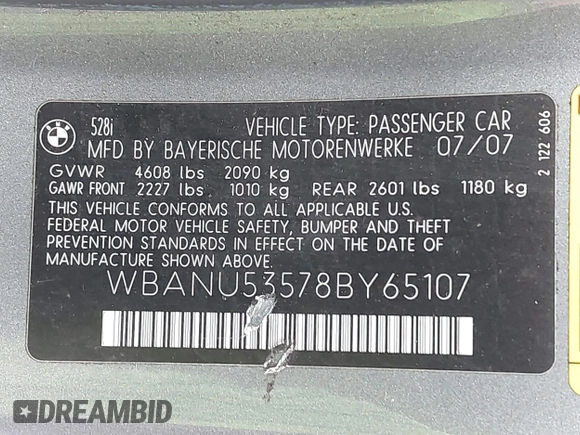 BMW
528i
VEHICLE TYPE: PASSENGER CAR
MFD BY BAYERISCHE MOTORENWERKE 07/07
GVWR 4608 lbs 2090 kg
GAWR FRONT 2227 lbs 1010 kg REAR 2601 lbs 1180 kg
THIS VEHICLE CONFORMS TO ALL APPLICABLE U.S.
FEDERAL MOTOR VEHICLE SAFETY, BUMPER AND THEFT
PREVENTION STANDARDS IN EFFECT ON THE DATE OF
MANUFACTURE SHOWN ABOVE.
WBANU53578BY65107
2 122 606
DREAMBID